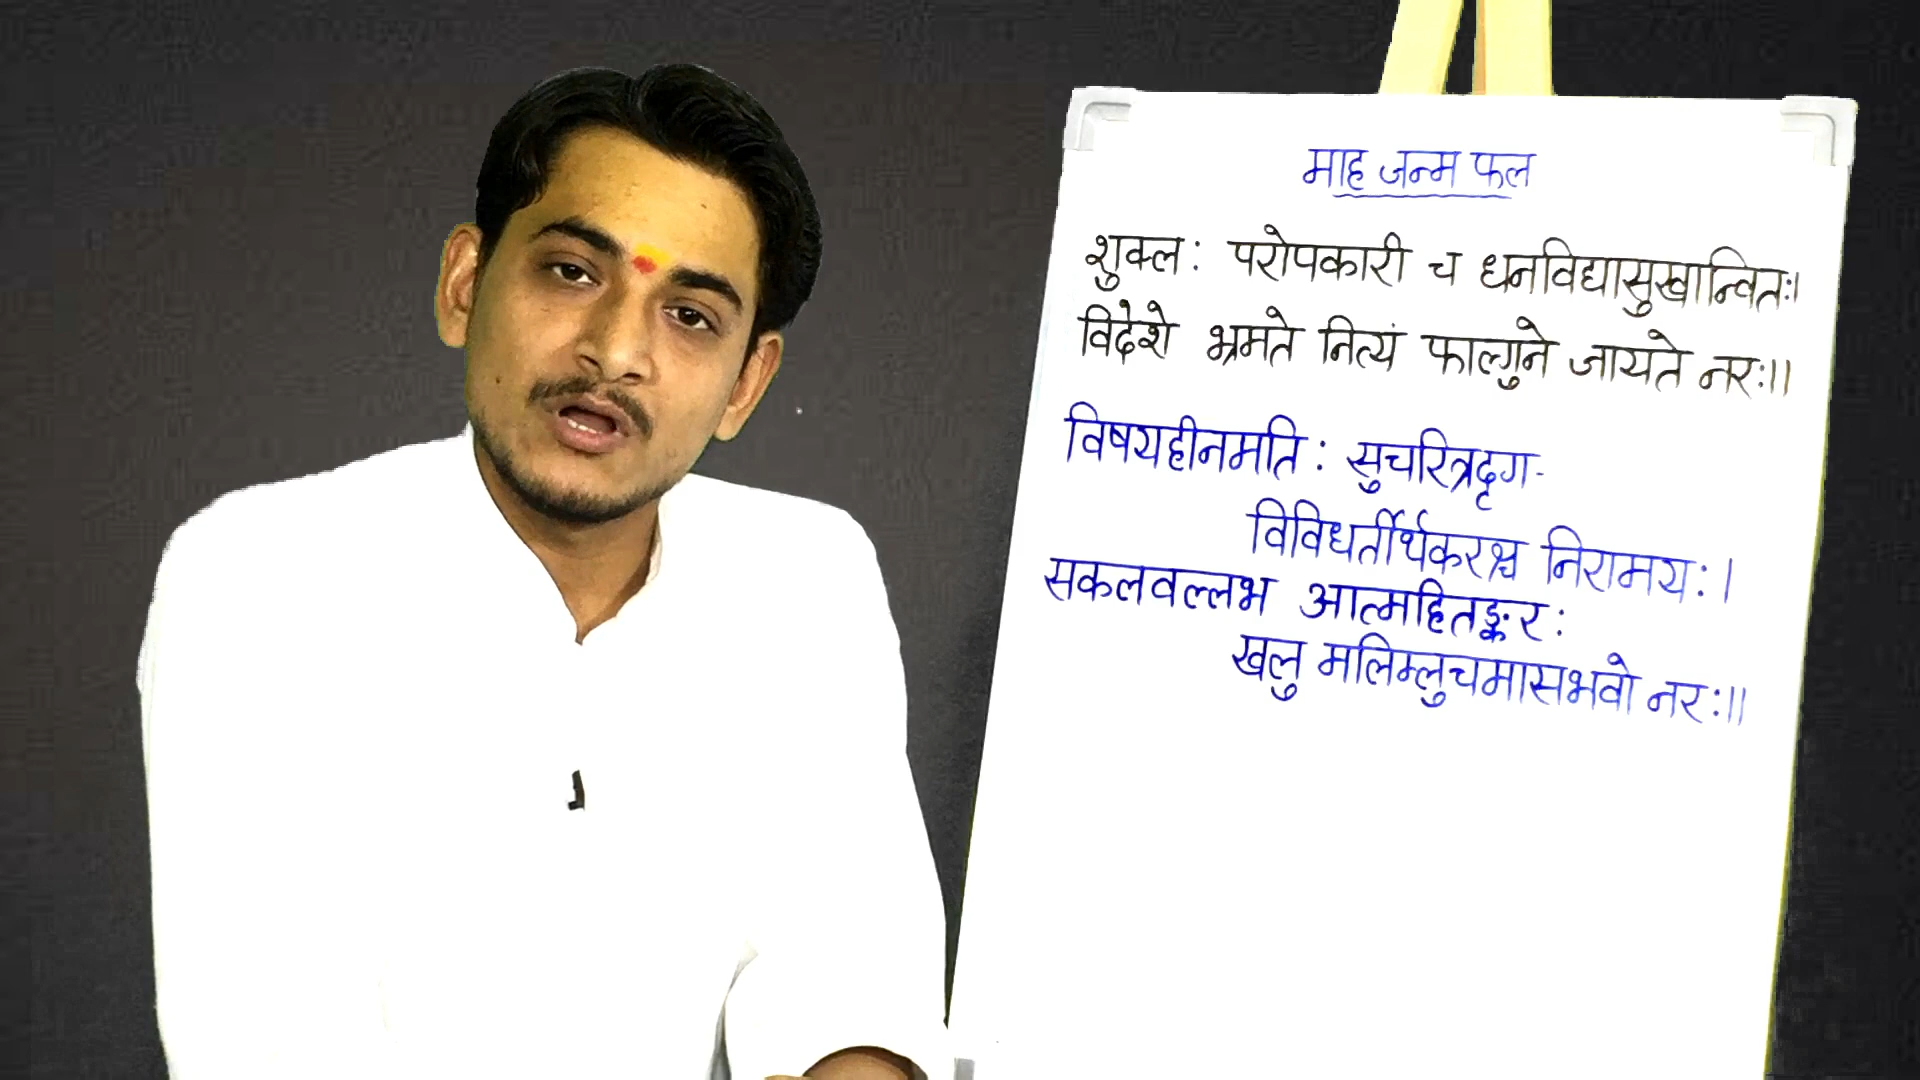 माह जन्म फल
शुक्ल: परोपकारी च धनविद्यासुखान्वितः।
विदेशे भ्रमते नित्यं फाल्गुने जायते नरः।।
विषयहीनमति: सुचरित्रदृग-
विविधतीर्थकरश्च निरामयः।
सकलवल्लभ आत्महितङ्करः
खलु मलिम्लुचमासभवो नरः।।